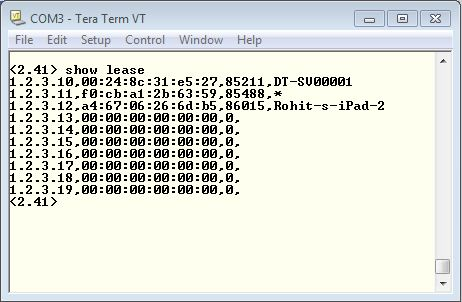 COM3 - Tera Term VT
File Edit Setup Control Window Help
<2.41> show lease
1.2.3.10,00:24:8c:31:e5:27,85211,DT-SV00001
1.2.3.11,f0:cb:a1:2b:63:59,85488,*
1.2.3.12,a4:67:06:26:6d:b5,86015,Rohit-s-iPad-2
1.2.3.13,00:00:00:00:00:00,0,
1.2.3.14,00:00:00:00:00:00,0,
1.2.3.15,00:00:00:00:00:00,0,
1.2.3.16,00:00:00:00:00:00,0,
1.2.3.17,00:00:00:00:00:00,0,
1.2.3.18,00:00:00:00:00:00,0,
1.2.3.19,00:00:00:00:00:00,0,
<2.41>